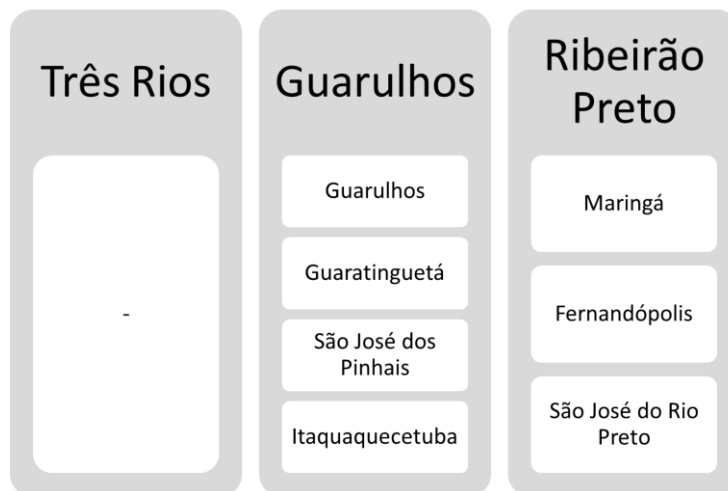 Três Rios
-
Guarulhos
Guarulhos
Guaratinguetá
São José dos
Pinhais
Itaquaquecetuba
Ribeirão
Preto
Maringá
Fernandópolis
São José do Rio
Preto